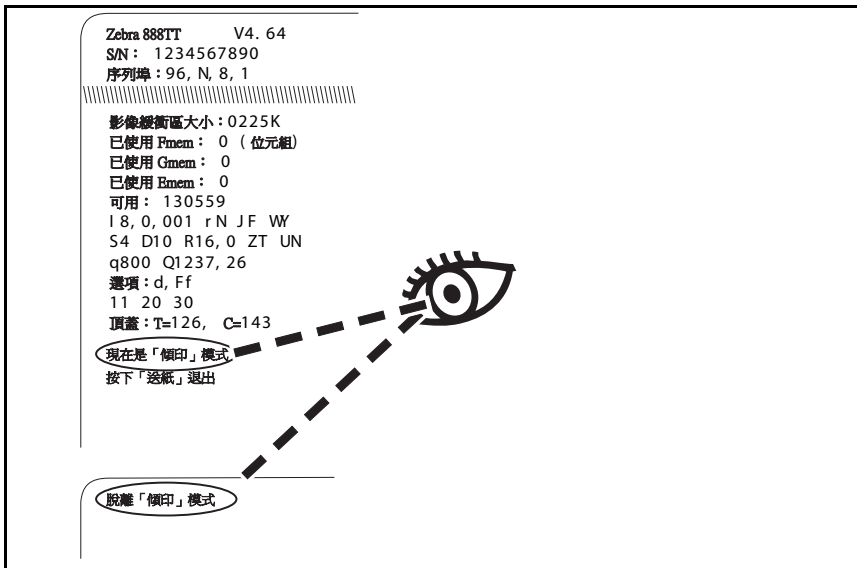 Zebra 888TT V4. 64
S/N： 1234567890
序列埠：96, N, 8, 1
影像緩衝區大小：0225K
已使用 Fmem： 0 （位元組）
已使用 Gmem： 0
已使用 Emem： 0
可用： 130559
I 8, 0, 001 r N JF WY
S4 D10 R16, 0 ZT UN
q800 Q1237, 26
選項：d, Ff
11 20 30
頂蓋：T=126, C=143
現在是「傾印」模式
按下「送紙」退出
脫離「傾印」模式